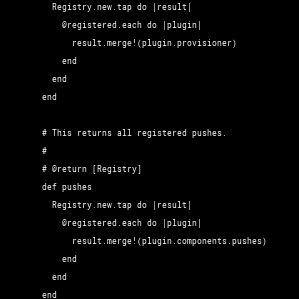 Registry.new.tap do |result|
@registered.each do |plugin|
result.merge!(plugin.provisioner)
end
end
end
# This returns all registered pushes.
#
# @return [Registry]
def pushes
Registry.new.tap do |result|
@registered.each do |plugin|
result.merge!(plugin.components.pushes)
end
end
end